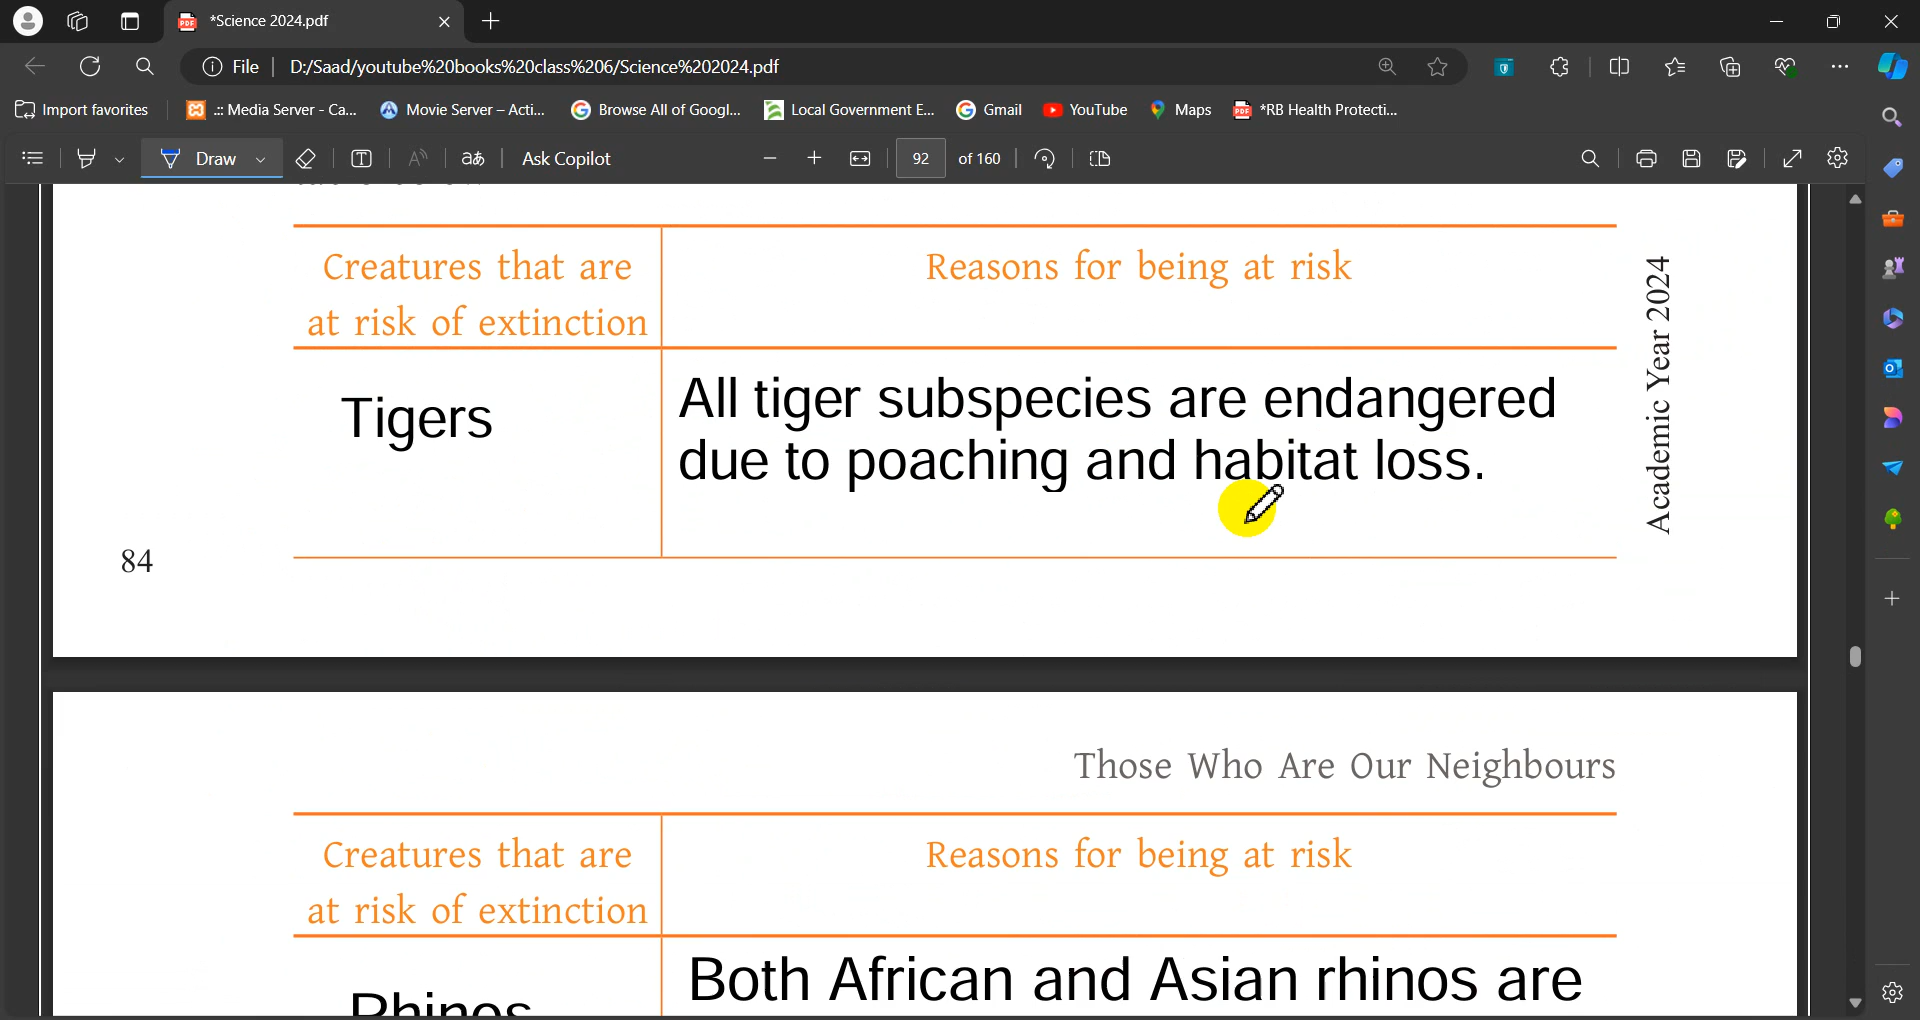 *Science 2024.pdf
File
D:/Saad/youtube%20books%20class%206/Science%202024.pdf
Import favorites
.:: Media Server - Ca...
Movie Server – Acti...
Browse All of Googl...
Local Government E...
Gmail
YouTube
Maps
*RB Health Protecti...
Draw
Ask Copilot
92
of 160
Creatures that are
at risk of extinction
Reasons for being at risk
Tigers
All tiger subspecies are endangered
due to poaching and habitat loss.
84
Academic Year 2024
Those Who Are Our Neighbours
Creatures that are
at risk of extinction
Reasons for being at risk
Rhinos
Both African and Asian rhinos are